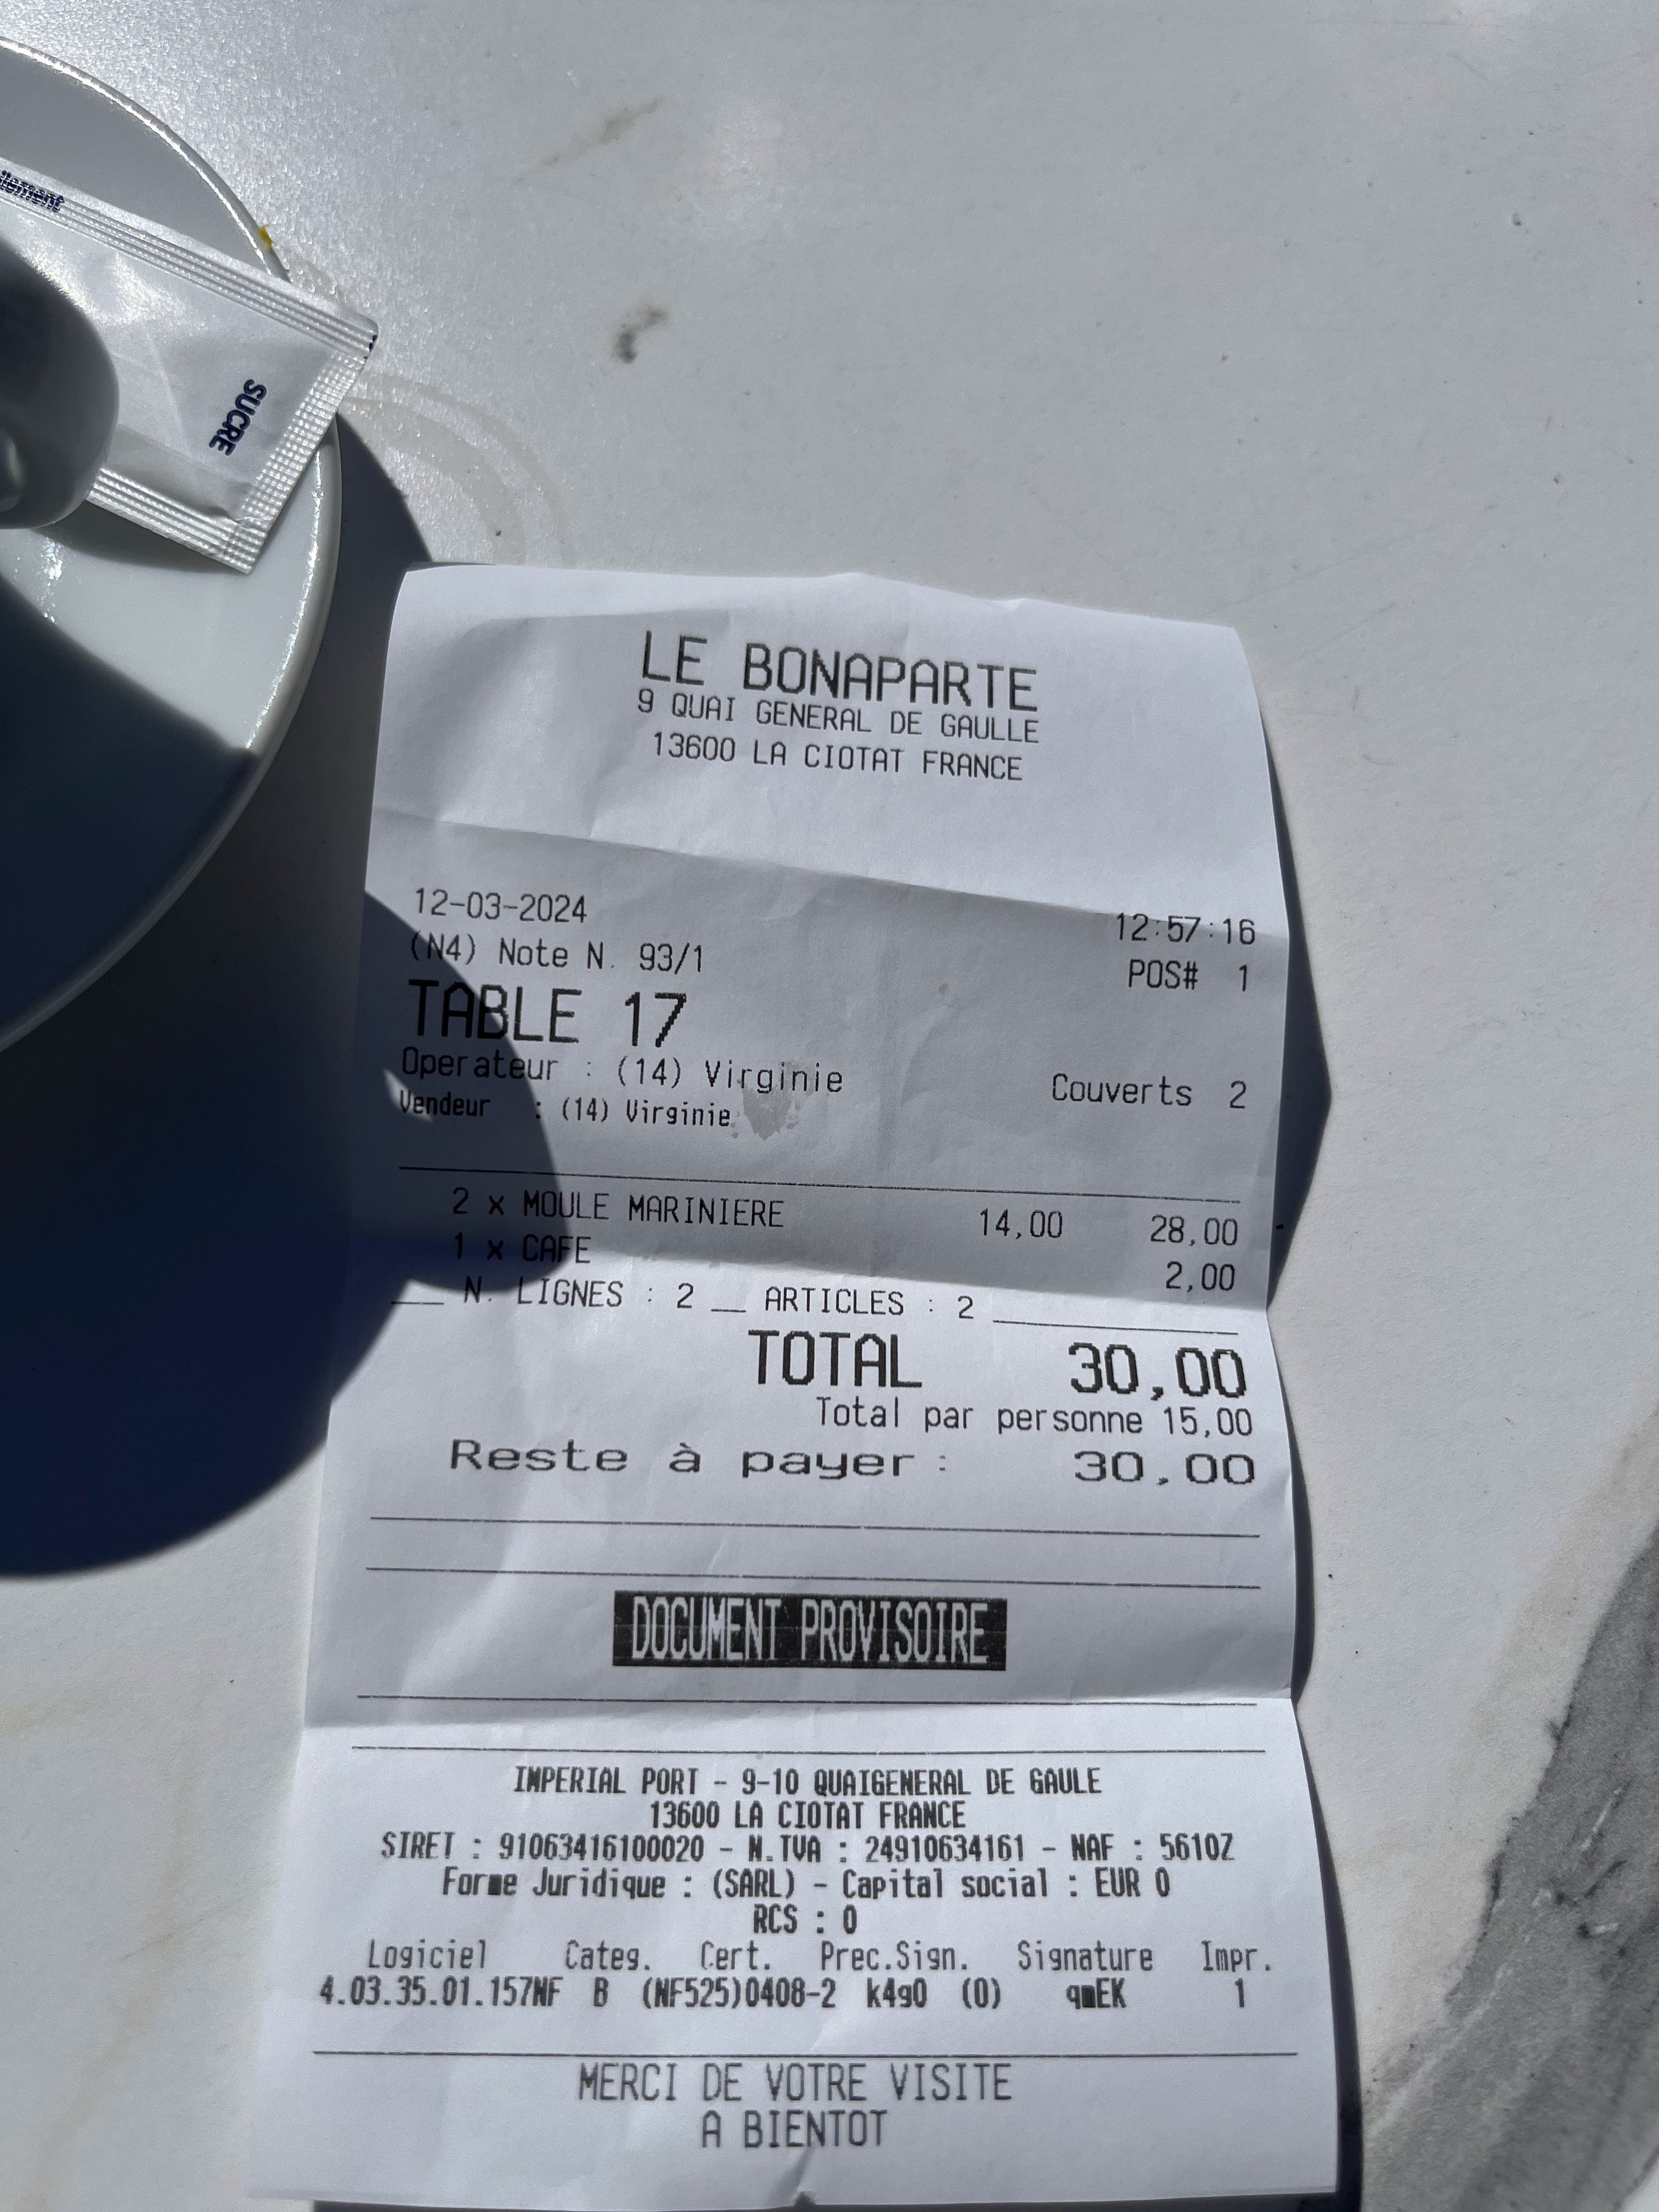 llement
SUCRE
LE BONAPARTE
9 QUAI GENERAL DE GAULLE
13600 LA CIOTAT FRANCE
12-03-2024 12:57:16
(N4) Note N. 93/1 POS# 1
TABLE 17
Operateur : (14) Virginie Couverts 2
Vendeur : (14) Virginie
2 x MOULE MARINIERE 14,00 28,00
1 x CAFE 2,00
__ N. LIGNES : 2 __ ARTICLES : 2 __________
TOTAL 30,00
Total par personne 15,00
Reste à payer : 30,00
DOCUMENT PROVISOIRE
IMPERIAL PORT - 9-10 QUAIGENERAL DE GAULE
13600 LA CIOTAT FRANCE
SIRET : 91063416100020 - N.TVA : 24910634161 - NAF : 5610Z
Forme Juridique : (SARL) - Capital social : EUR 0
RCS : 0
Logiciel Categ. Cert. Prec.Sign. Signature Impr.
4.03.35.01.157NF B (NF525)0408-2 k4g0 (0) qmEK 1
MERCI DE VOTRE VISITE
A BIENTOT